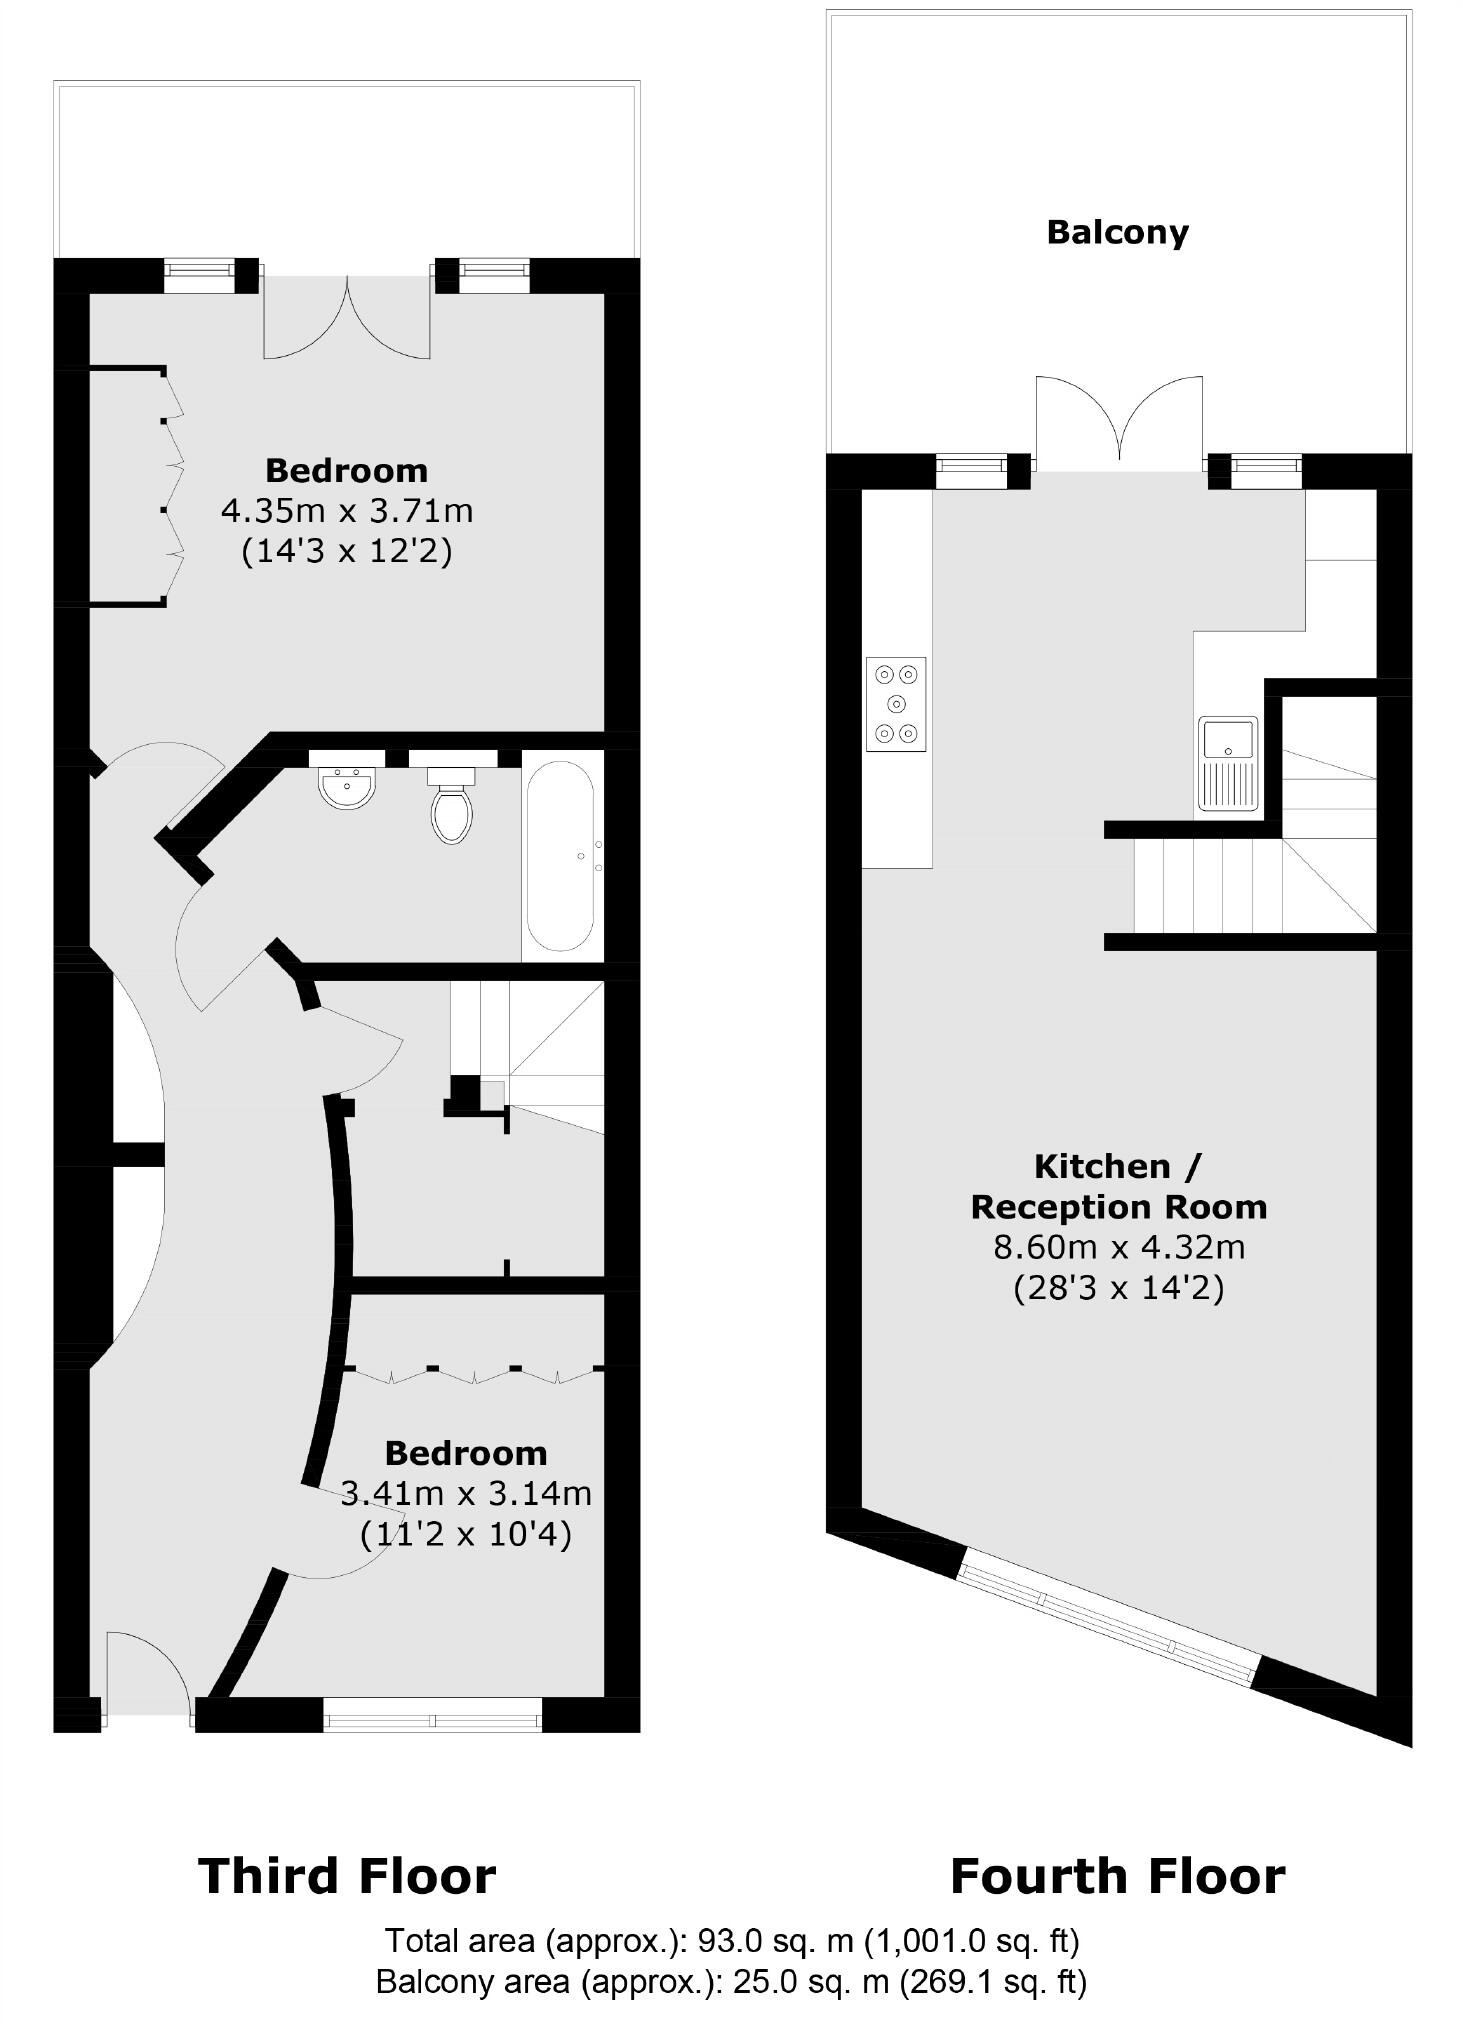 Balcony
Bedroom
4.35m x 3.71m
(14'3 x 12'2)
Kitchen /
Reception Room
8.60m x 4.32m
(28'3 x 14'2)
Bedroom
3.41m x 3.14m
(11'2 x 10'4)
Third Floor
Fourth Floor
Total area (approx.): 93.0 sq. m (1,001.0 sq. ft)
Balcony area (approx.): 25.0 sq. m (269.1 sq. ft)